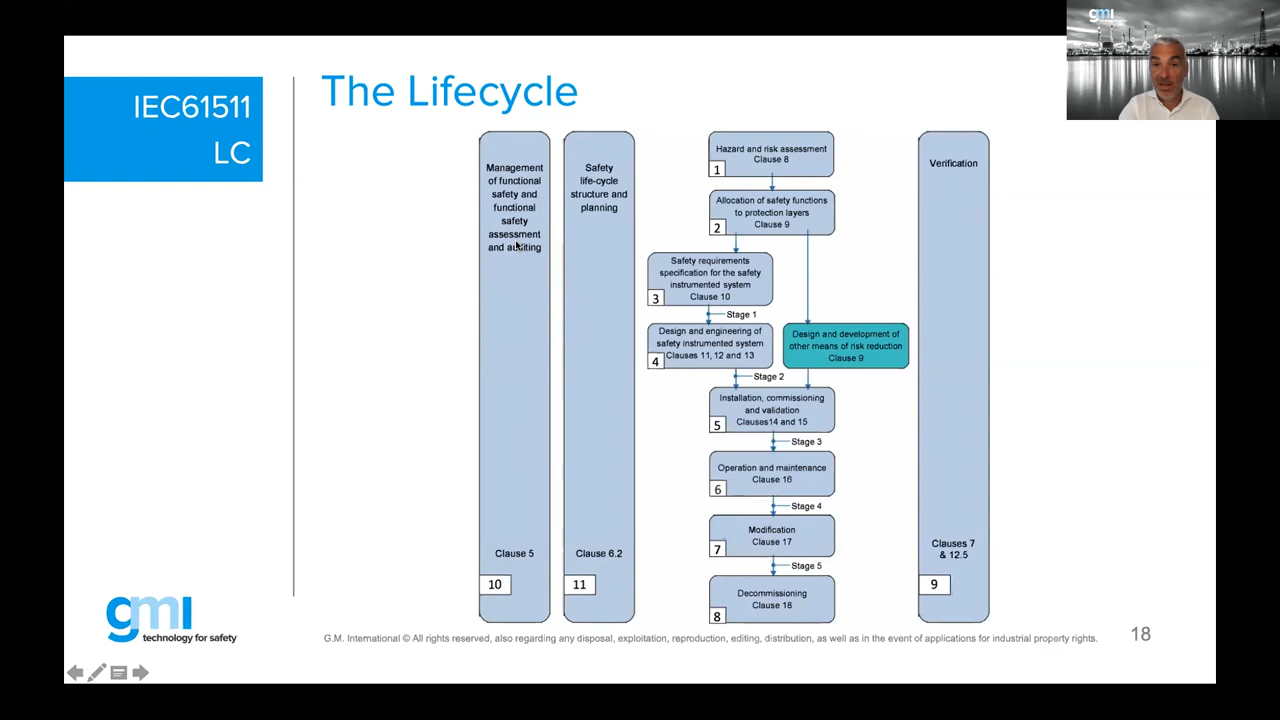 gmi
IEC61511
LC
The Lifecycle
Management
of functional
safety and
functional
safety
assessment
and auditing
Clause 5
10
Safety
life-cycle
structure and
planning
Clause 6.2
11
Hazard and risk assessment
Clause 8
1
Allocation of safety functions
to protection layers
Clause 9
2
Safety requirements
specification for the safety
instrumented system
Clause 10
3
Stage 1
Design and engineering of
safety instrumented system
Clauses 11, 12 and 13
4
Design and development of
other means of risk reduction
Clause 9
Stage 2
Installation, commissioning
and validation
Clauses14 and 15
5
Stage 3
Operation and maintenance
Clause 16
6
Stage 4
Modification
Clause 17
7
Stage 5
Decommissioning
Clause 18
8
Verification
Clauses 7
& 12.5
9
gmi
technology for safety
G.M. International © All rights reserved, also regarding any disposal, exploitation, reproduction, editing, distribution, as well as in the event of applications for industrial property rights.
18